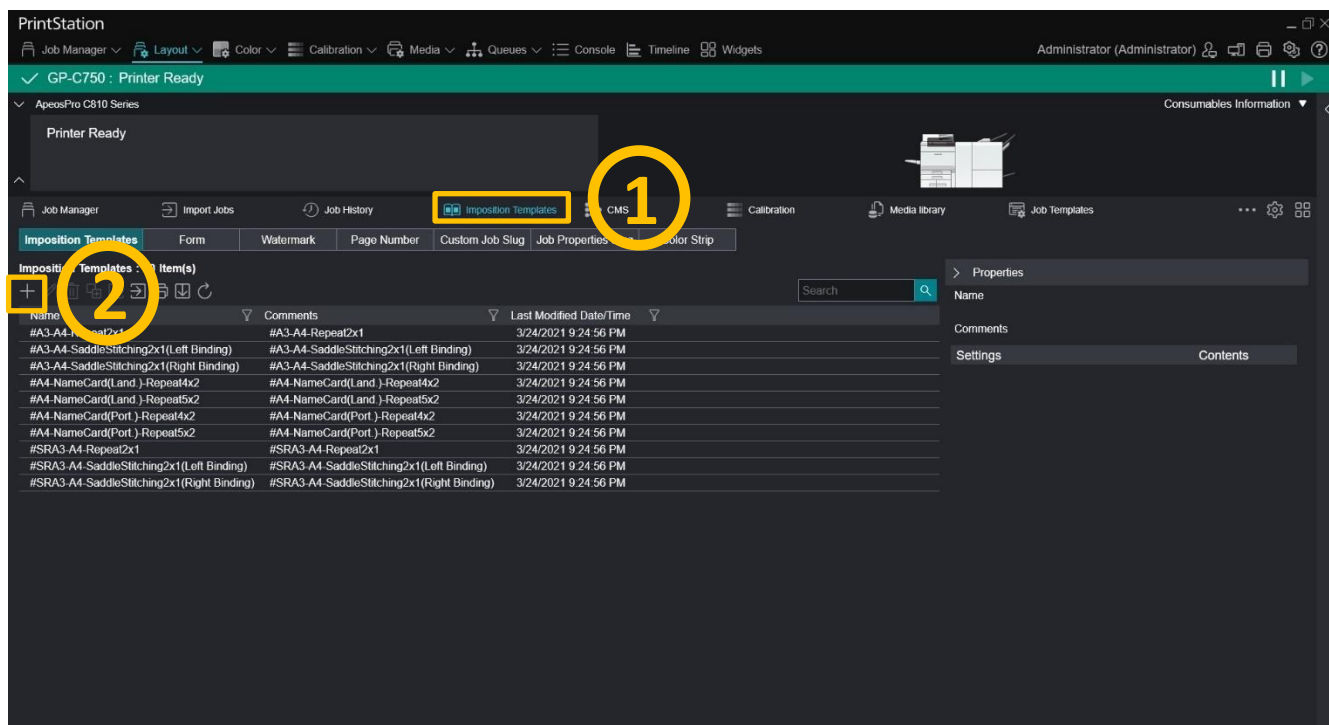 PrintStation
Job Manager Layout Color Calibration Media Queues Console Timeline Widgets Administrator (Administrator)
GP-C750 : Printer Ready
ApeosPro C810 Series Consumables Information
Printer Ready
1
Job Manager Import Jobs Job History Imposition Templates CMS Calibration Media library Job Templates
Imposition Templates Form Watermark Page Number Custom Job Slug Job Properties Color Strip
Imposition Templates : Item(s)
2
Search
Properties
Name
Comments
Settings Contents
Name Comments Last Modified Date/Time
#A3-A4-Repeat2x1 #A3-A4-Repeat2x1 3/24/2021 9:24:56 PM
#A3-A4-SaddleStitching2x1(Left Binding) #A3-A4-SaddleStitching2x1(Left Binding) 3/24/2021 9:24:56 PM
#A3-A4-SaddleStitching2x1(Right Binding) #A3-A4-SaddleStitching2x1(Right Binding) 3/24/2021 9:24:56 PM
#A4-NameCard(Land.)-Repeat4x2 #A4-NameCard(Land.)-Repeat4x2 3/24/2021 9:24:56 PM
#A4-NameCard(Land.)-Repeat5x2 #A4-NameCard(Land.)-Repeat5x2 3/24/2021 9:24:56 PM
#A4-NameCard(Port.)-Repeat4x2 #A4-NameCard(Port.)-Repeat4x2 3/24/2021 9:24:56 PM
#A4-NameCard(Port.)-Repeat5x2 #A4-NameCard(Port.)-Repeat5x2 3/24/2021 9:24:56 PM
#SRA3-A4-Repeat2x1 #SRA3-A4-Repeat2x1 3/24/2021 9:24:56 PM
#SRA3-A4-SaddleStitching2x1(Left Binding) #SRA3-A4-SaddleStitching2x1(Left Binding) 3/24/2021 9:24:56 PM
#SRA3-A4-SaddleStitching2x1(Right Binding) #SRA3-A4-SaddleStitching2x1(Right Binding) 3/24/2021 9:24:56 PM